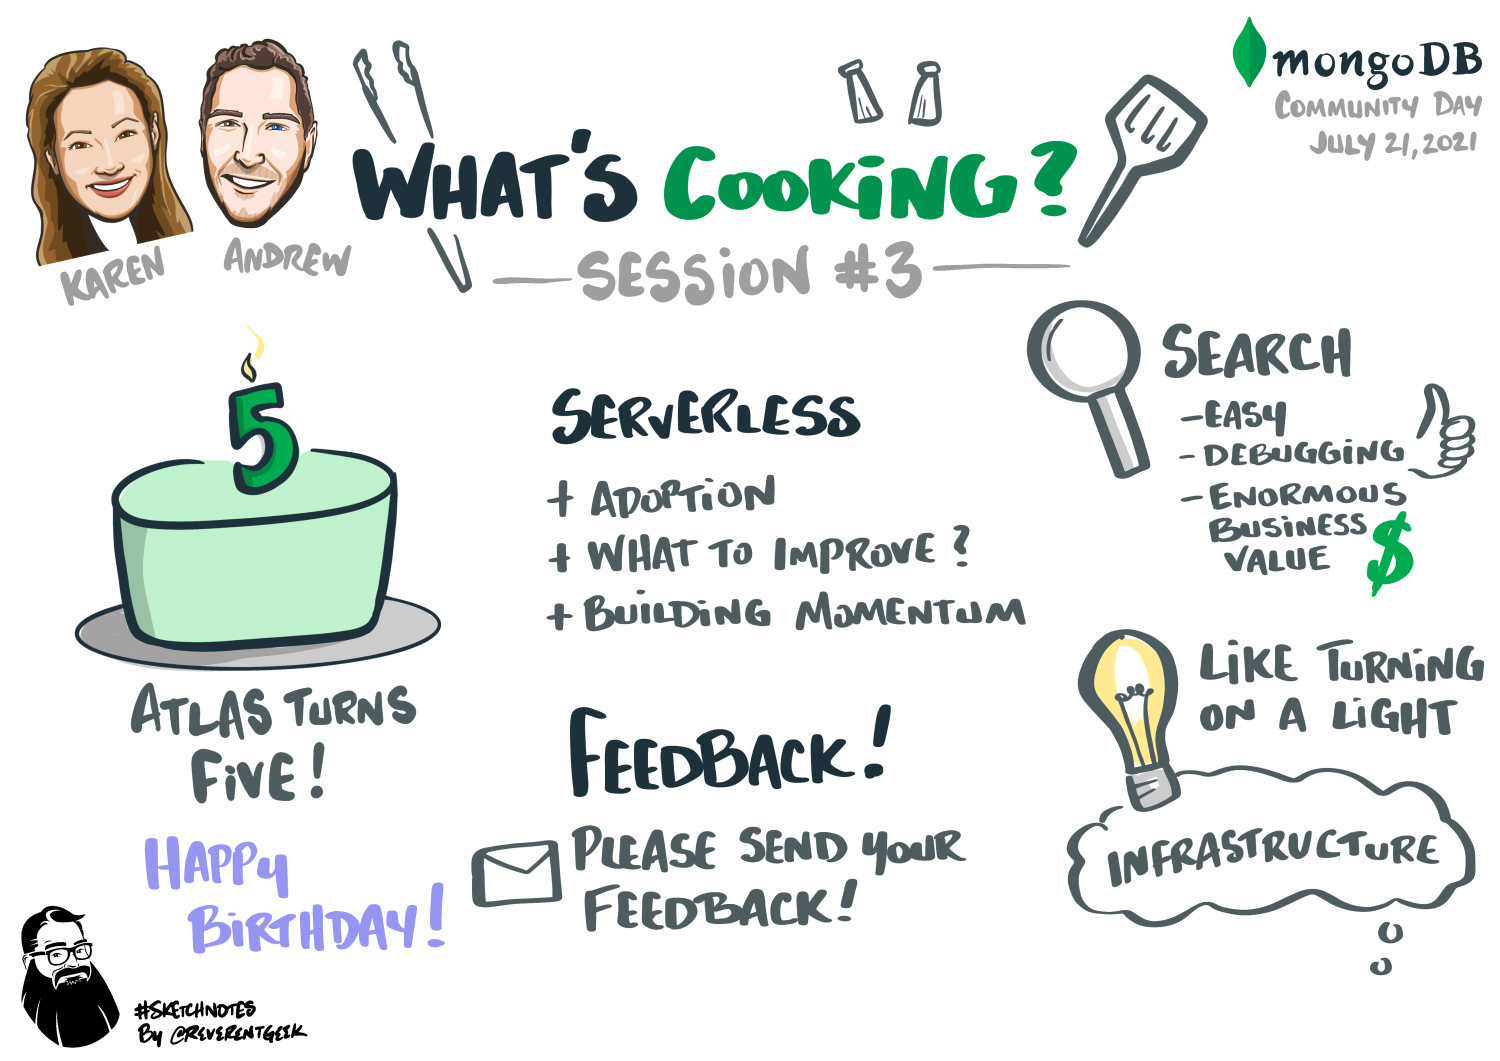 mongoDB
COMMUNITY DAY
JULY 21, 2021
KAREN
ANDREW
WHAT'S COOKING?
SESSION #3
5
ATLAS TURNS
FIVE!
HAPPY
BIRTHDAY!
SERVERLESS
+ ADOPTION
+ WHAT TO IMPROVE?
+ BUILDING MOMENTUM
FEEDBACK!
PLEASE SEND YOUR
FEEDBACK!
SEARCH
- EASY
- DEBUGGING
- ENORMOUS
BUSINESS
VALUE $
LIKE TURNING
ON A LIGHT
INFRASTRUCTURE
#SKETCHNOTES
By @REVERENTGEEK